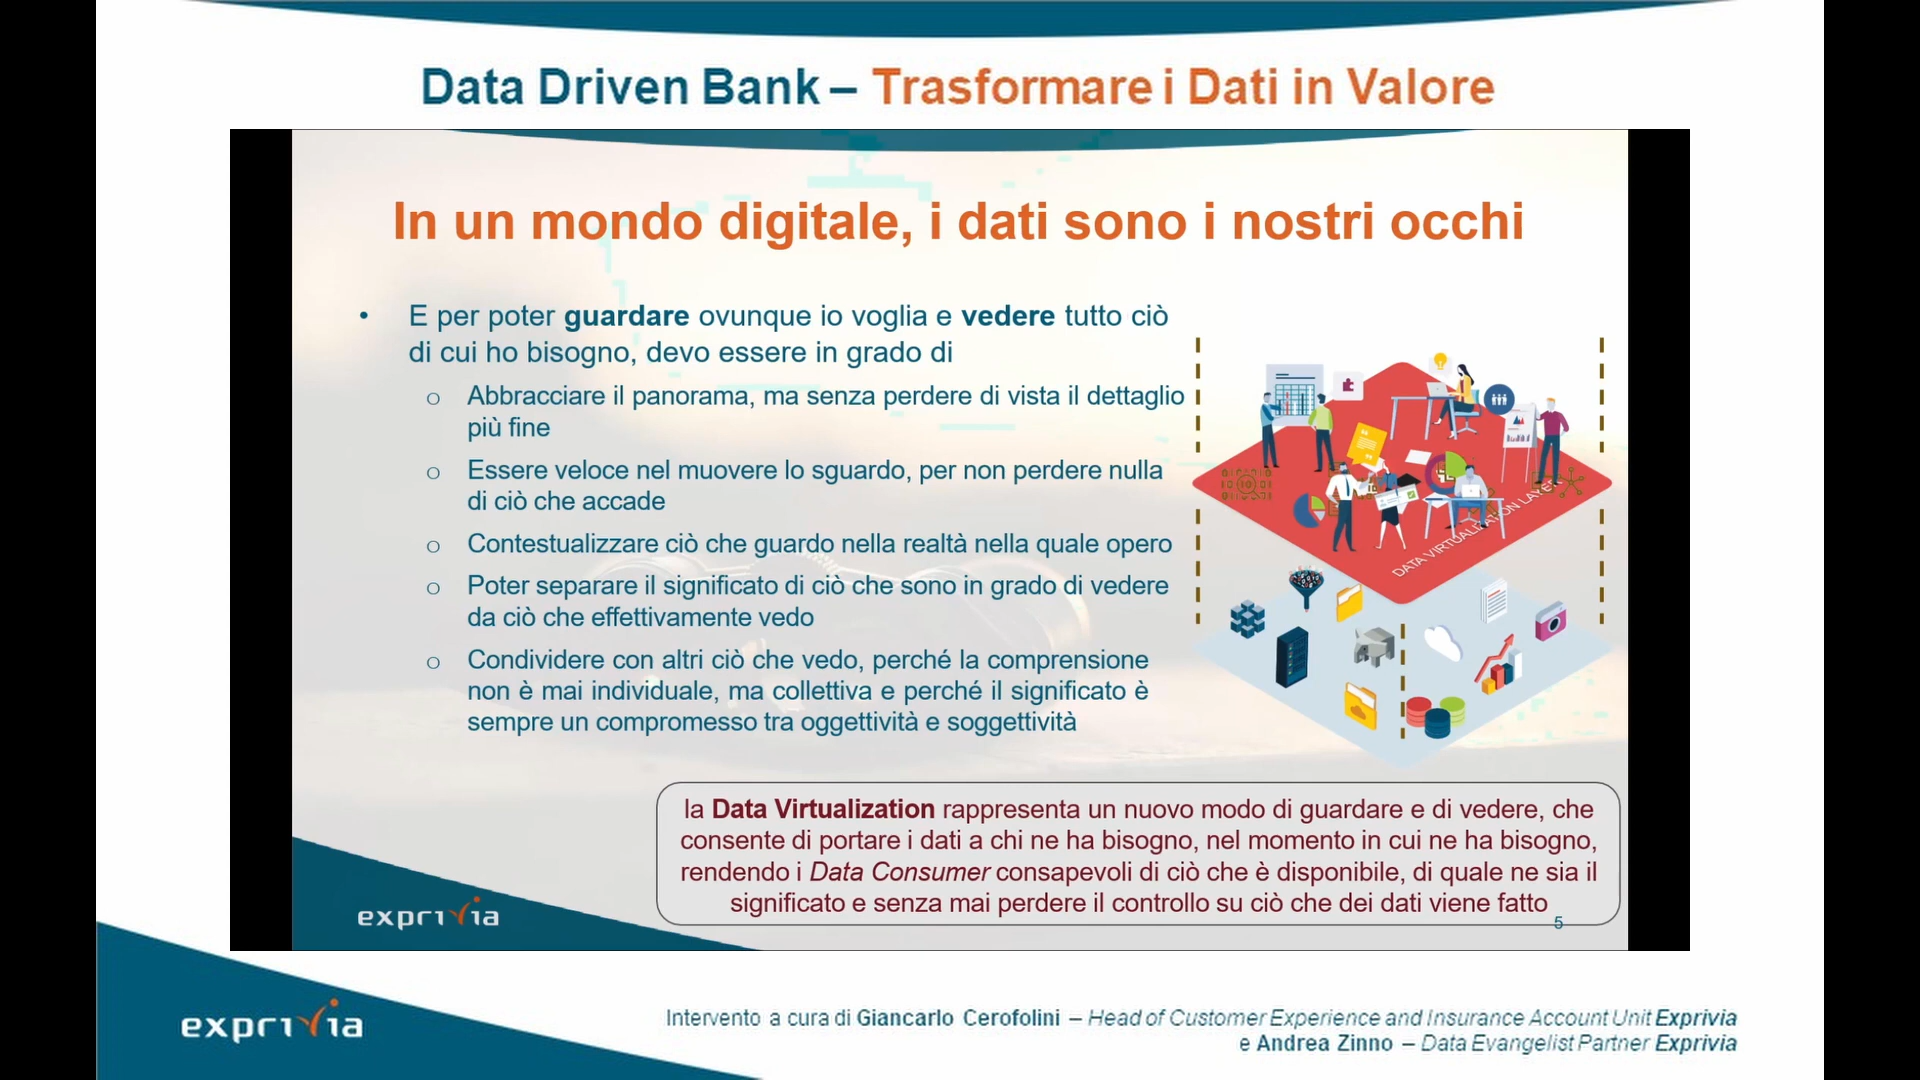 Data Driven Bank – Trasformare i Dati in Valore
In un mondo digitale, i dati sono i nostri occhi
• E per poter guardare ovunque io voglia e vedere tutto ciò
di cui ho bisogno, devo essere in grado di
o Abbracciare il panorama, ma senza perdere di vista il dettaglio
più fine
o Essere veloce nel muovere lo sguardo, per non perdere nulla
di ciò che accade
o Contestualizzare ciò che guardo nella realtà nella quale opero
o Poter separare il significato di ciò che sono in grado di vedere
da ciò che effettivamente vedo
o Condividere con altri ciò che vedo, perché la comprensione
non è mai individuale, ma collettiva e perché il significato è
sempre un compromesso tra oggettività e soggettività
DATA VIRTUALIZATION LAYER
la Data Virtualization rappresenta un nuovo modo di guardare e di vedere, che
consente di portare i dati a chi ne ha bisogno, nel momento in cui ne ha bisogno,
rendendo i Data Consumer consapevoli di ciò che è disponibile, di quale ne sia il
significato e senza mai perdere il controllo su ciò che dei dati viene fatto
exprivia
5
exprivia
Intervento a cura di Giancarlo Cerofolini – Head of Customer Experience and Insurance Account Unit Exprivia
e Andrea Zinno – Data Evangelist Partner Exprivia